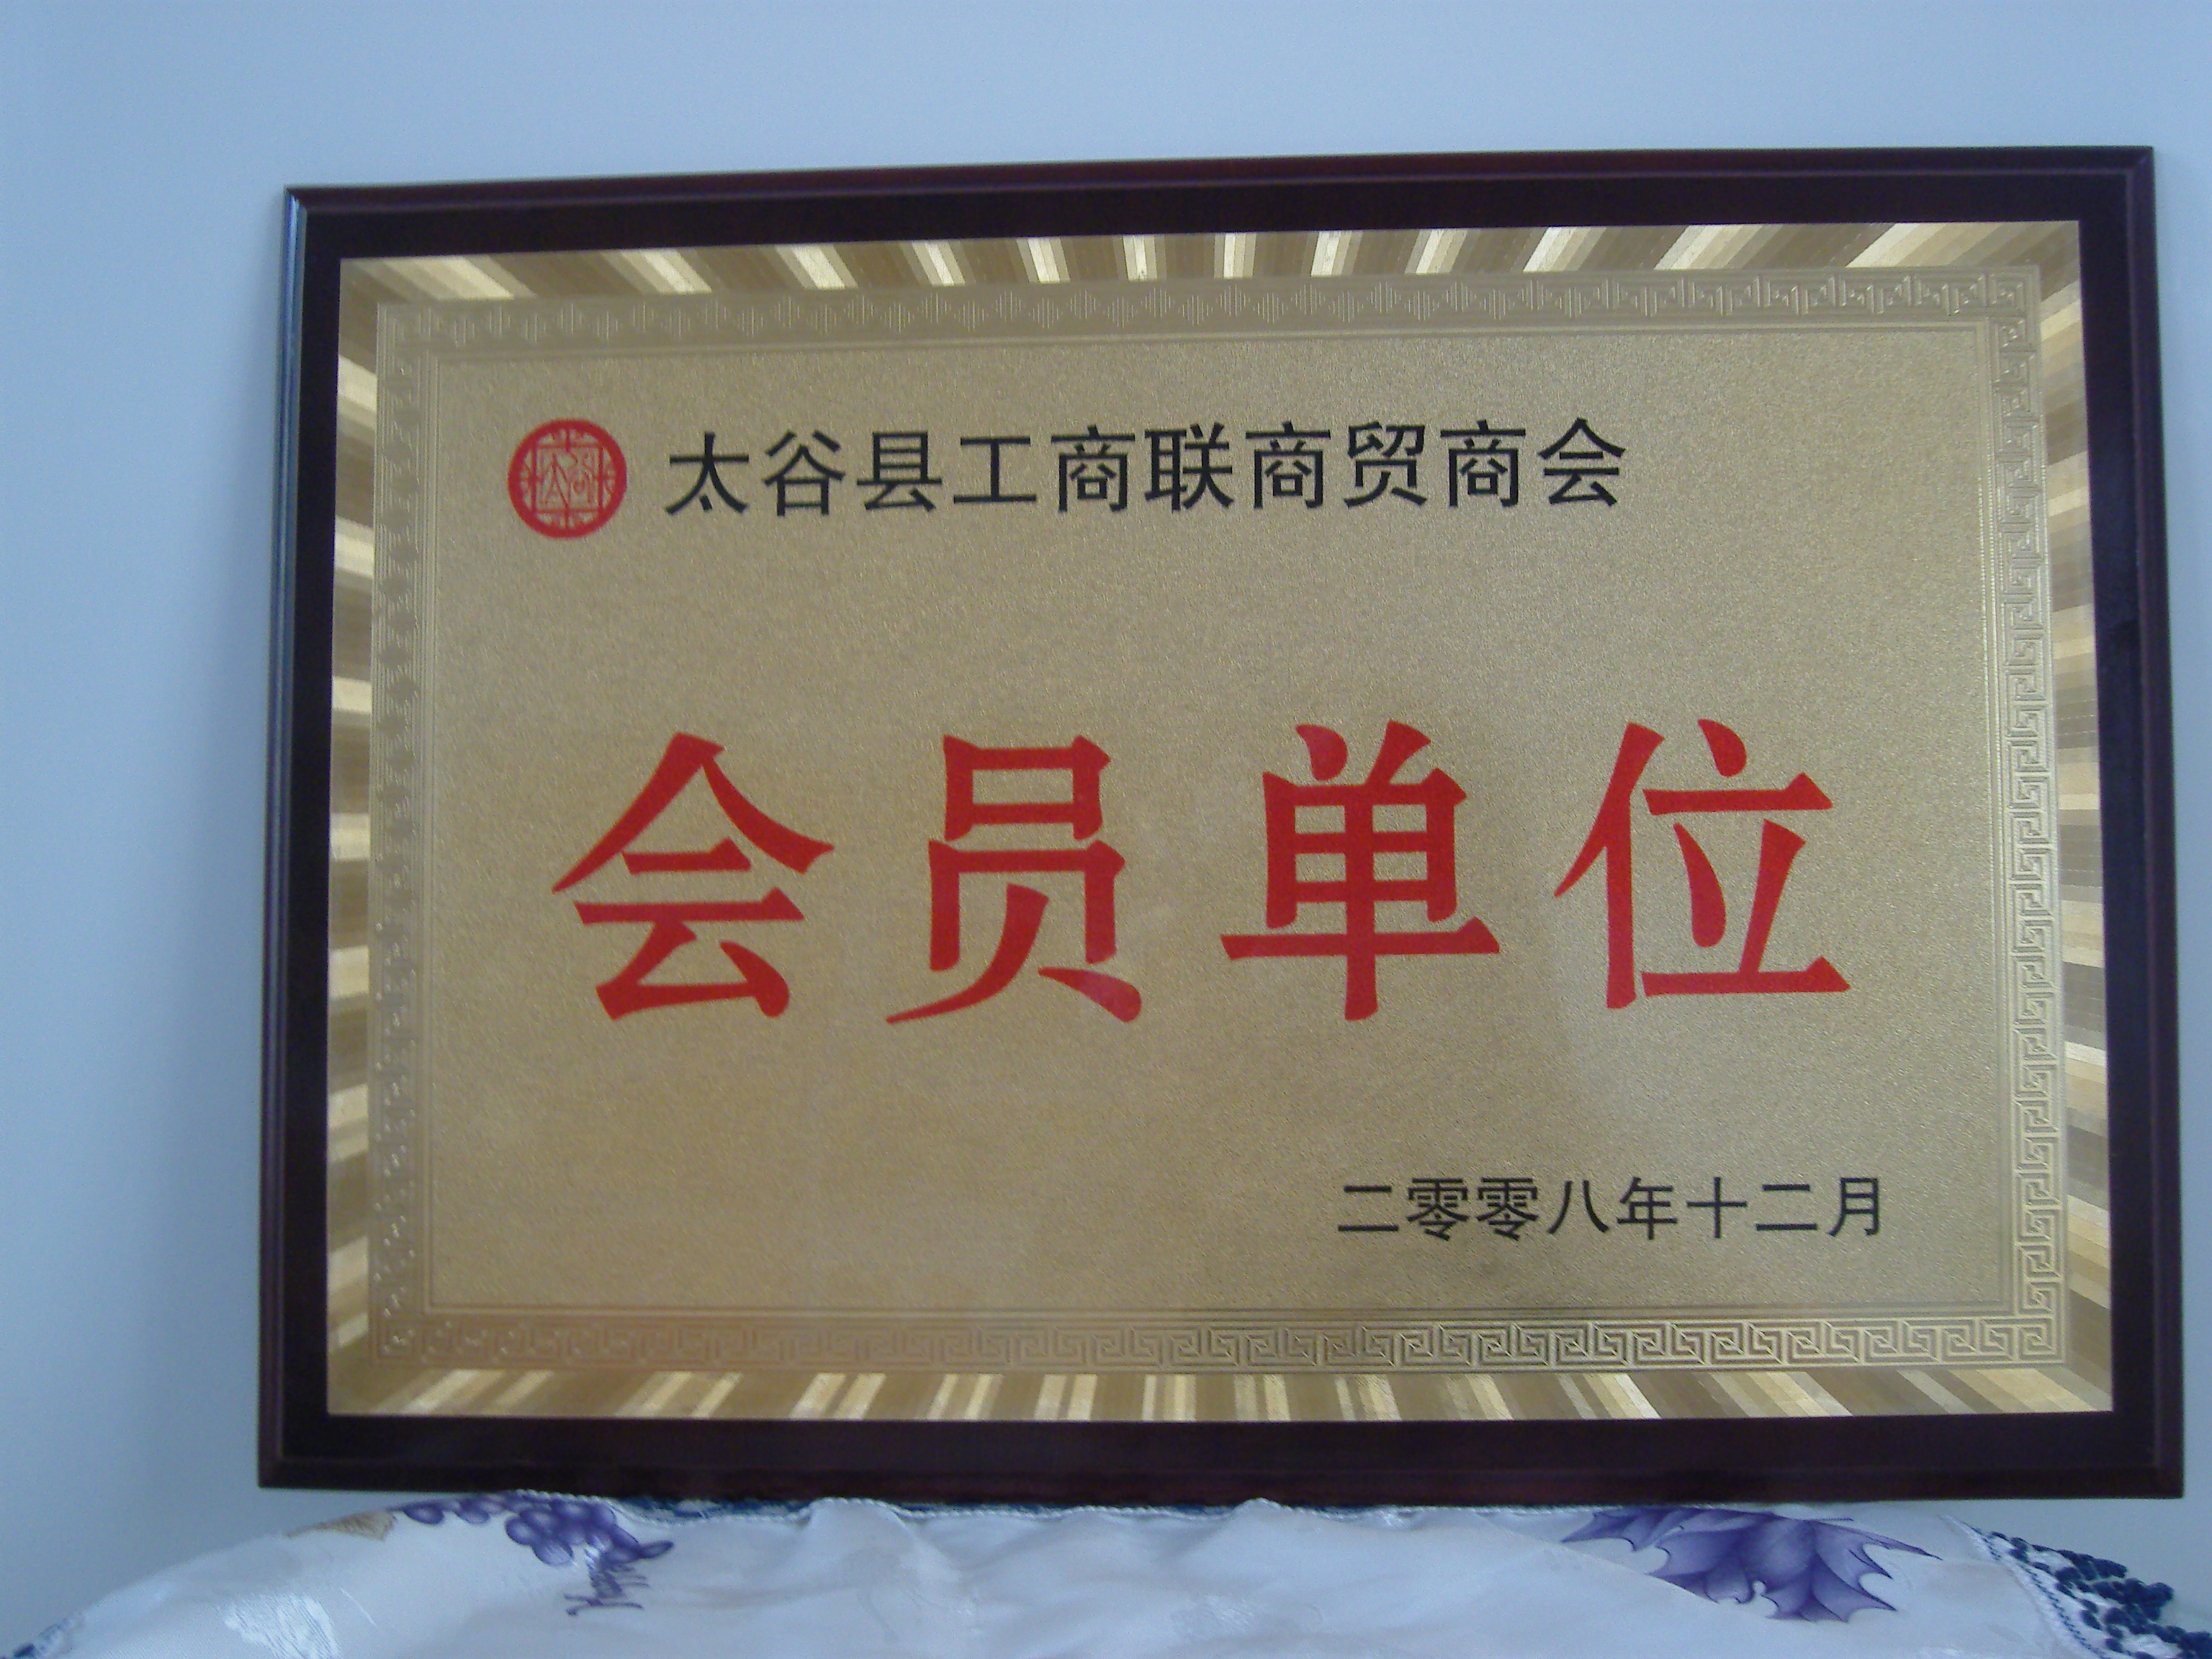 太谷县工商联商贸商会
会员单位
二零零八年十二月